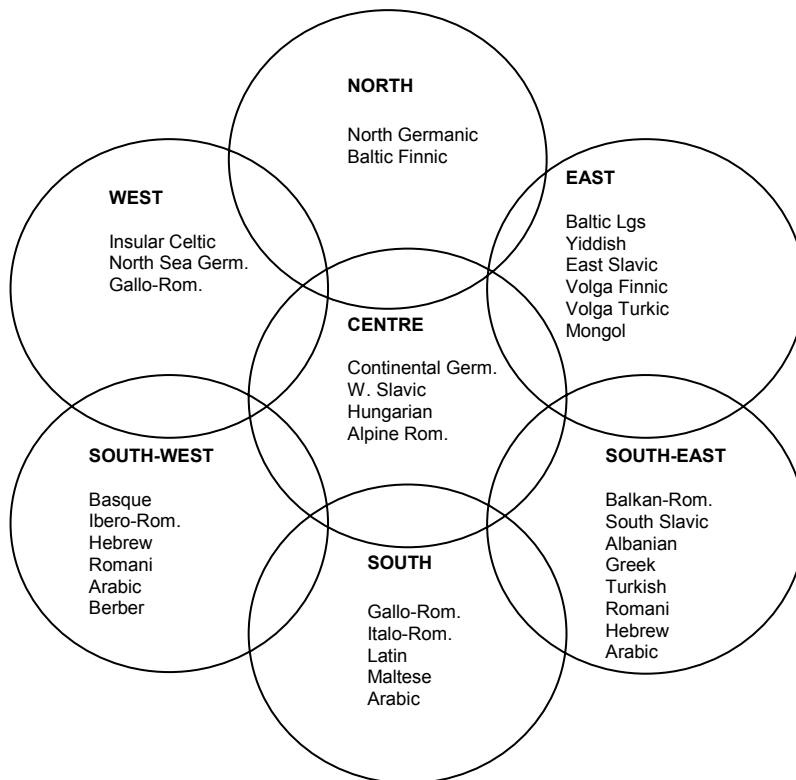 NORTH
North Germanic
Baltic Finnic
WEST
Insular Celtic
North Sea Germ.
Gallo-Rom.
EAST
Baltic Lgs
Yiddish
East Slavic
Volga Finnic
Volga Turkic
Mongol
CENTRE
Continental Germ.
W. Slavic
Hungarian
Alpine Rom.
SOUTH-WEST
Basque
Ibero-Rom.
Hebrew
Romani
Arabic
Berber
SOUTH
Gallo-Rom.
Italo-Rom.
Latin
Maltese
Arabic
SOUTH-EAST
Balkan-Rom.
South Slavic
Albanian
Greek
Turkish
Romani
Hebrew
Arabic